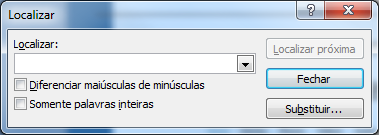 Localizar
Localizar:
Localizar próxima
Fechar
Diferenciar maiúsculas de minúsculas
Somente palavras inteiras
Substituir...